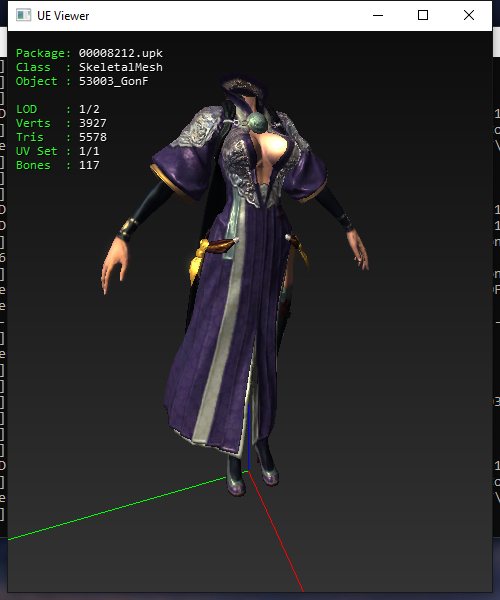 UE Viewer
Package: 00008212.upk
Class : SkeletalMesh
Object : 53003_GonF
LOD : 1/2
Verts : 3927
Tris : 5578
UV Set : 1/1
Bones : 117